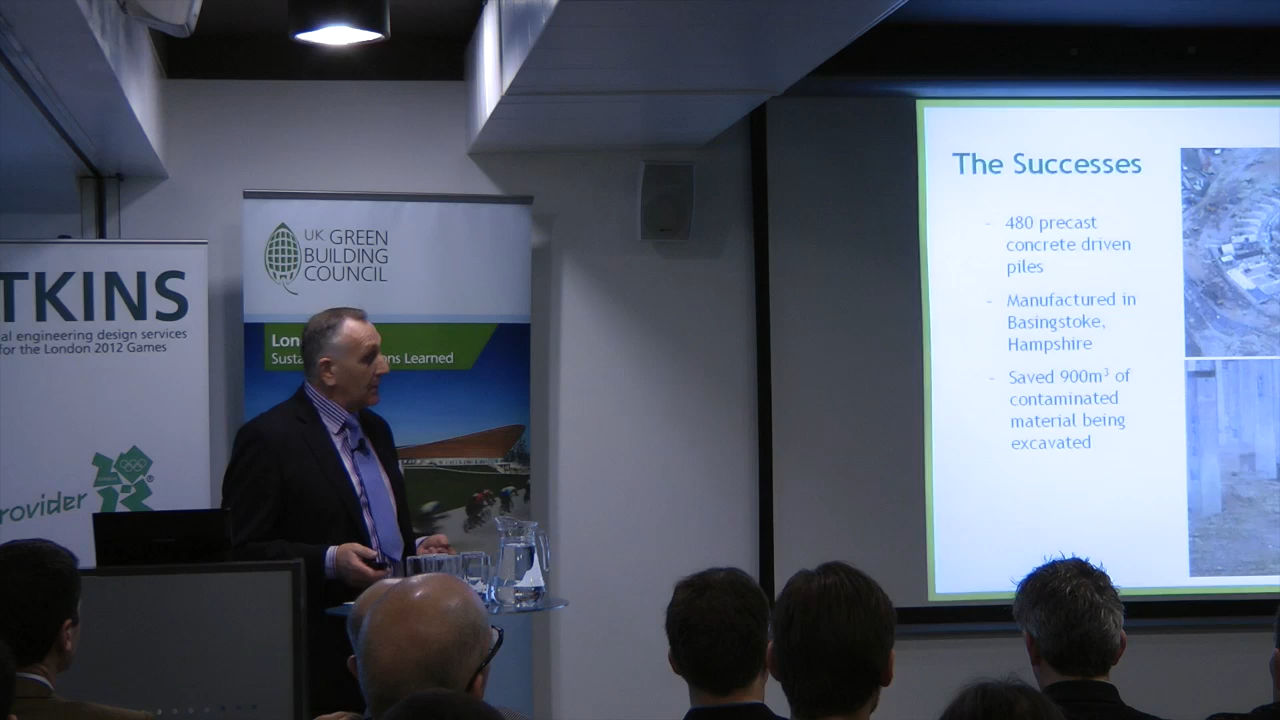 TKINS
al engineering design services
for the London 2012 Games
rovider
UK GREEN
BUILDING
COUNCIL
Lon
Susta ns Learned
The Successes
- 480 precast
concrete driven
piles
- Manufactured in
Basingstoke,
Hampshire
- Saved 900m³ of
contaminated
material being
excavated